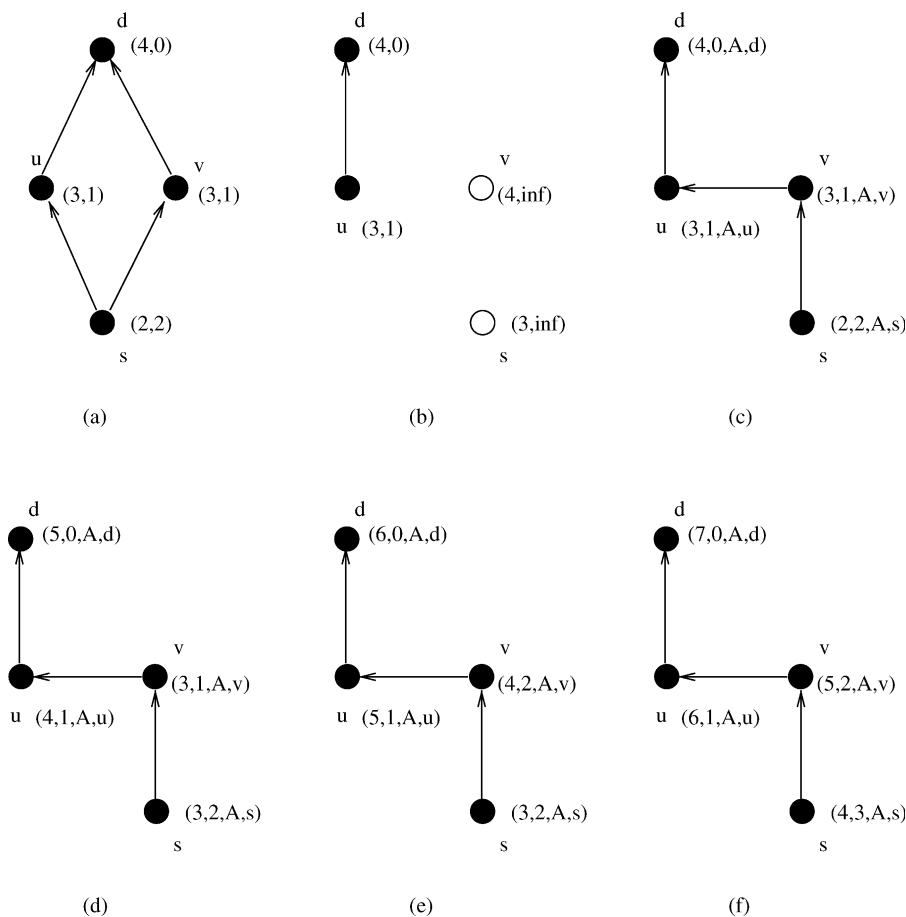 d
(4,0)
u
(3,1)
v
(3,1)
(2,2)
s
(a)
d
(4,0)
v
(4,inf)
u (3,1)
(3,inf)
s
(b)
d
(4,0,A,d)
v
(3,1,A,v)
u (3,1,A,u)
(2,2,A,s)
s
(c)
d
(5,0,A,d)
v
(3,1,A,v)
u (4,1,A,u)
(3,2,A,s)
s
(d)
d
(6,0,A,d)
v
(4,2,A,v)
u (5,1,A,u)
(3,2,A,s)
s
(e)
d
(7,0,A,d)
v
(5,2,A,v)
u (6,1,A,u)
(4,3,A,s)
s
(f)